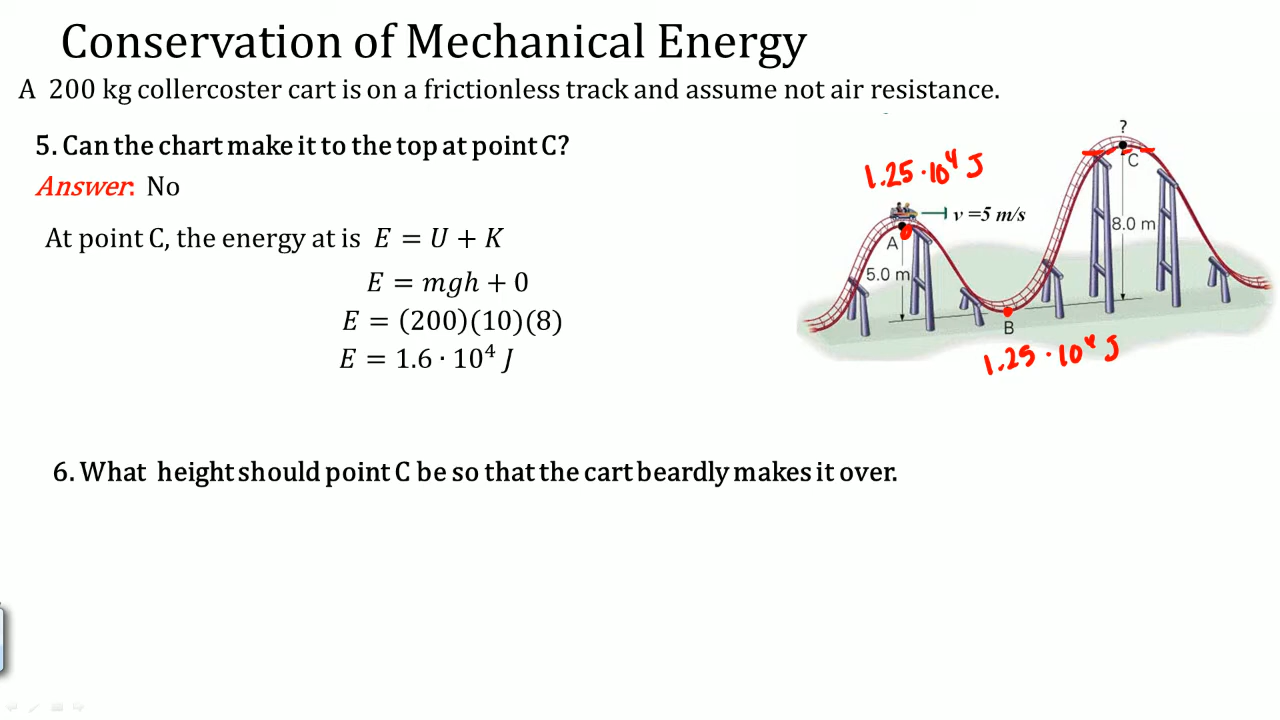 Conservation of Mechanical Energy
A 200 kg collercoster cart is on a frictionless track and assume not air resistance.
5. Can the chart make it to the top at point C?
Answer: No
At point C, the energy at is E = U + K
E = mgh + 0
E = (200)(10)(8)
E = 1.6 · 10⁴ J
?
C
1.25 · 10⁴ J
v =5 m/s
A
8.0 m
5.0 m
B
1.25 · 10⁴ J
6. What height should point C be so that the cart beardly makes it over.